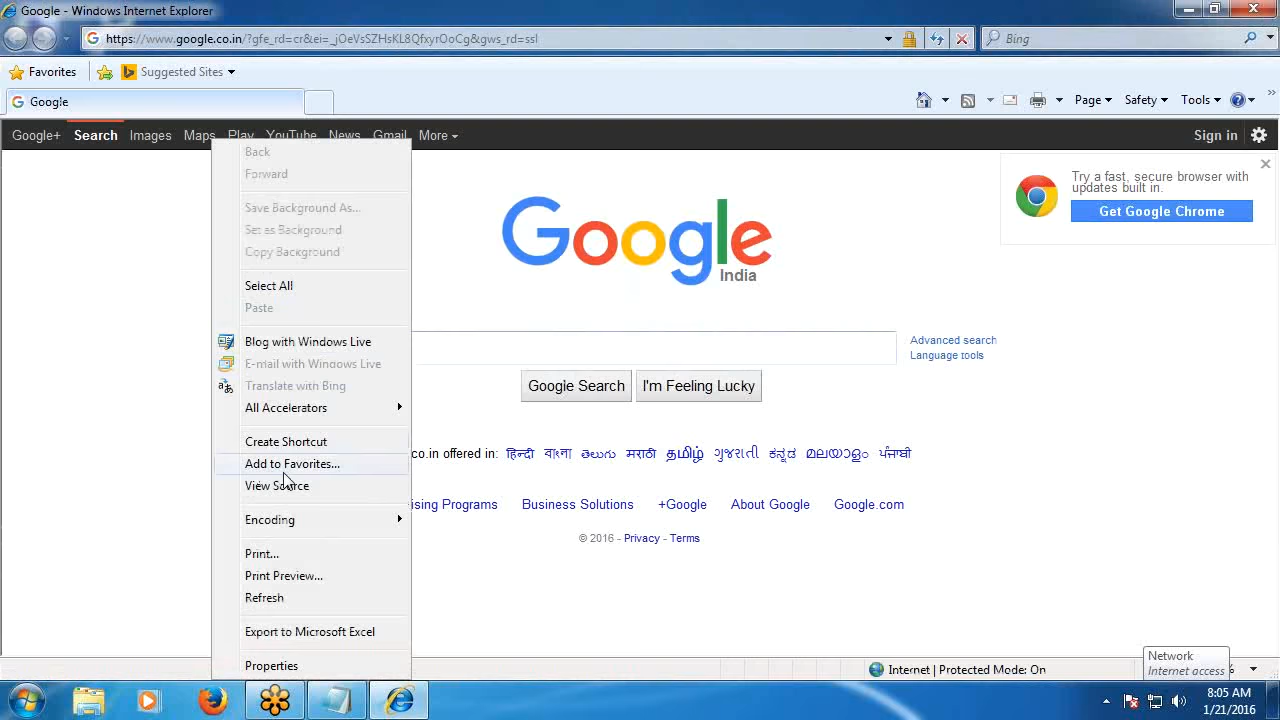 Google - Windows Internet Explorer
https://www.google.co.in/?gfe_rd=cr&ei=_jOeVsSZHsKL8QfxyrOoCg&gws_rd=ssl
Bing
Favorites
Suggested Sites
Google
Page
Safety
Tools
Google+ Search Images Maps Play YouTube News Gmail More
Sign in
Try a fast, secure browser with
updates built in.
Get Google Chrome
Google
India
Back
Forward
Save Background As...
Set as Background
Copy Background
Select All
Paste
Blog with Windows Live
E-mail with Windows Live
Translate with Bing
All Accelerators
Create Shortcut
Add to Favorites...
View Source
Encoding
Print...
Print Preview...
Refresh
Export to Microsoft Excel
Properties
Advanced search
Language tools
Google Search
I'm Feeling Lucky
co.in offered in: हिन्दी বাংলা తెలుగు मराठी தமிழ் ગુજરાતી ಕನ್ನಡ മലയാളം ਪੰਜਾਬੀ
ising Programs Business Solutions +Google About Google Google.com
© 2016 - Privacy - Terms
Internet | Protected Mode: On
Network
Internet access
8:05 AM
1/21/2016